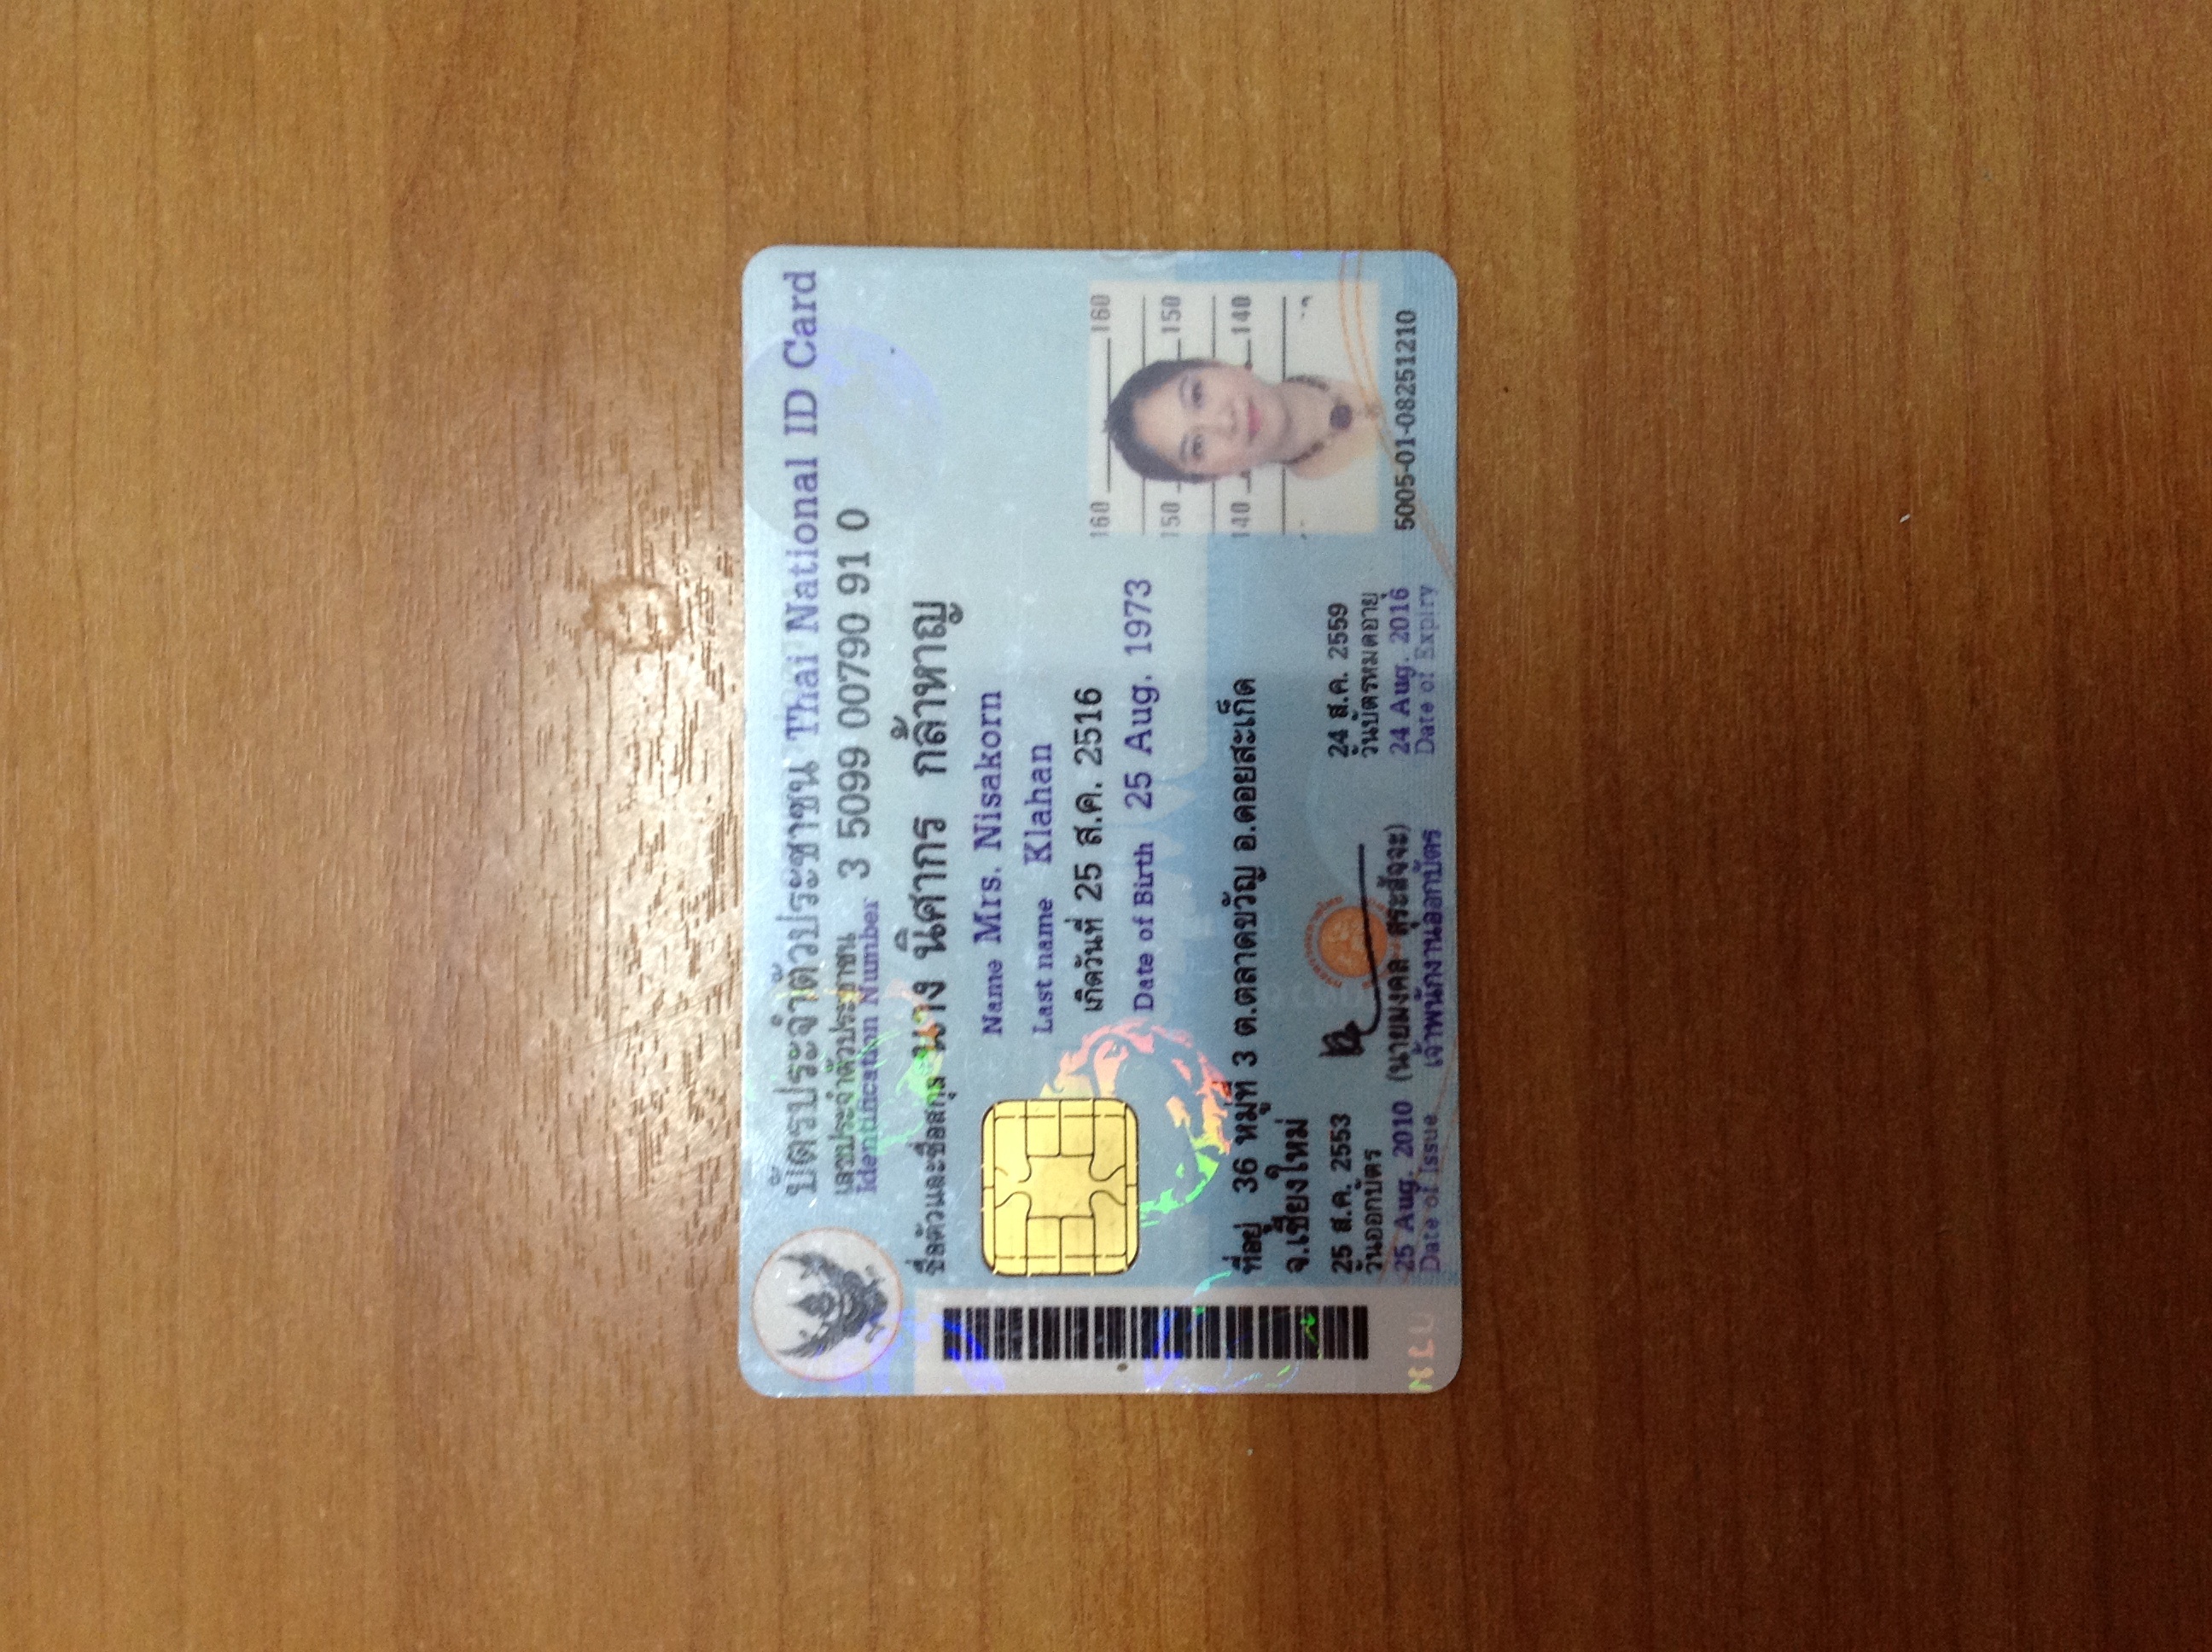 บัตรประจำตัวประชาชน Thai National ID Card
เลขประจำตัวประชาชน
Identification Number 3 5099 00790 91 0
ชื่อตัวและชื่อสกุล นาง นิศากร กล้าหาญ
Name Mrs. Nisakorn
Last name Klahan
เกิดวันที่ 25 ส.ค. 2516
Date of Birth 25 Aug. 1973
160 160
150 150
140 140
ที่อยู่ 36 หมู่ที่ 3 ต.ตลาดขวัญ อ.ดอยสะเก็ด
จ.เชียงใหม่
25 ส.ค. 2553
วันออกบัตร
25 Aug. 2010
Date of Issue
(นายมงคล สุระสัจจะ)
เจ้าพนักงานออกบัตร
24 ส.ค. 2559
วันบัตรหมดอายุ
24 Aug. 2016
Date of Expiry
5005-01-08251210